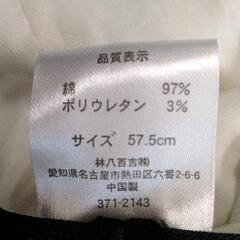 品質表示
綿 97%
ポリウレタン 3%
サイズ 57.5cm
林八百吉㈱
愛知県名古屋市熱田区六番2-6-6
中国製
371-2143